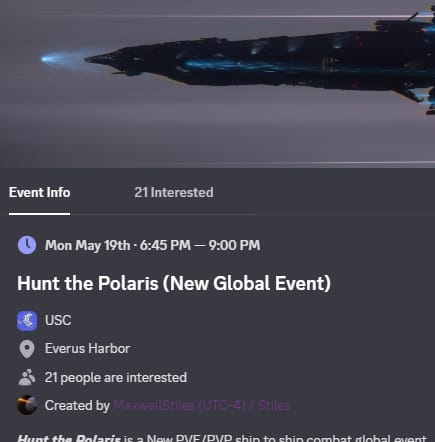 Event Info
21 Interested
Mon May 19th · 6:45 PM — 9:00 PM
Hunt the Polaris (New Global Event)
USC
Everus Harbor
21 people are interested
Created by MaxwellStiles (UTC-4) / Stiles
Hunt the Polaris is a New PVE/PVP ship to ship combat global event